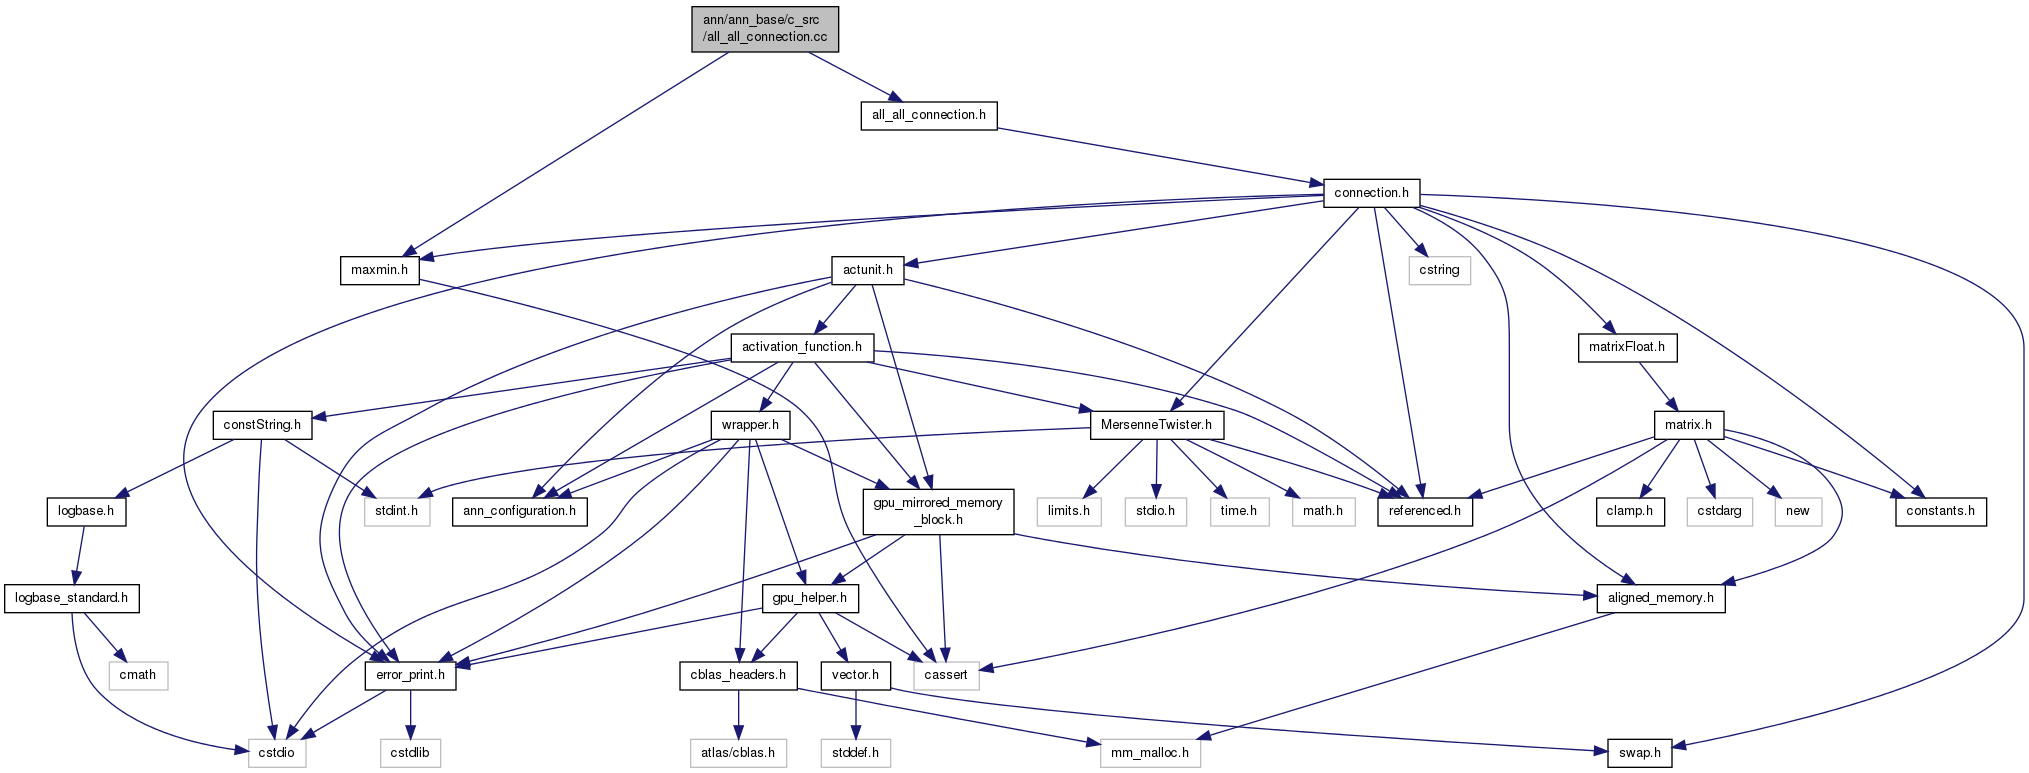 ann/ann_base/c_src
/all_all_connection.cc
all_all_connection.h
connection.h
maxmin.h
actunit.h
cstring
activation_function.h
matrixFloat.h
constString.h
wrapper.h
MersenneTwister.h
matrix.h
logbase.h
stdint.h
ann_configuration.h
gpu_mirrored_memory
_block.h
limits.h
stdio.h
time.h
math.h
referenced.h
clamp.h
cstdarg
new
constants.h
logbase_standard.h
gpu_helper.h
aligned_memory.h
cmath
error_print.h
cblas_headers.h
vector.h
cassert
cstdio
cstdlib
atlas/cblas.h
stddef.h
mm_malloc.h
swap.h